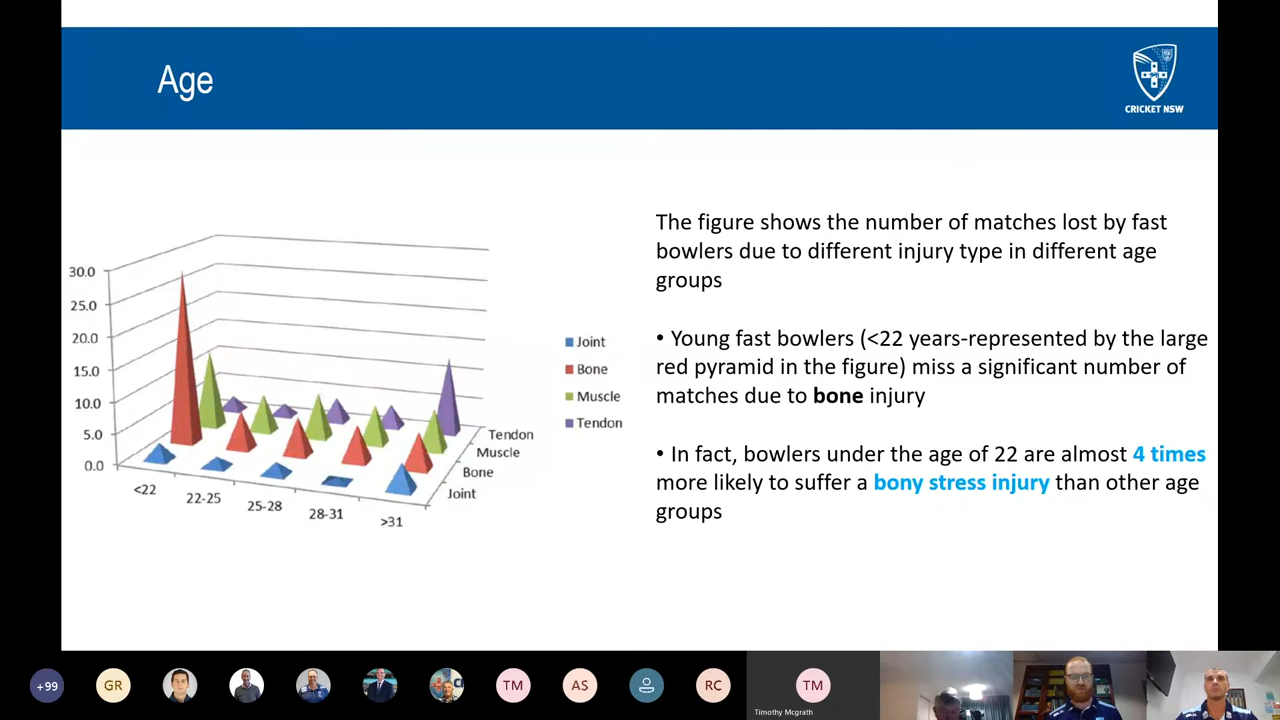 Age
CRICKET NSW
The figure shows the number of matches lost by fast
bowlers due to different injury type in different age
groups
• Young fast bowlers (<22 years-represented by the large
red pyramid in the figure) miss a significant number of
matches due to bone injury
• In fact, bowlers under the age of 22 are almost 4 times
more likely to suffer a bony stress injury than other age
groups
30.0
25.0
20.0
15.0
10.0
5.0
0.0
<22
22-25
25-28
28-31
>31
Tendon
Muscle
Bone
Joint
Joint
Bone
Muscle
Tendon
+99
GR
TM
AS
RC
TM
Timothy Mcgrath